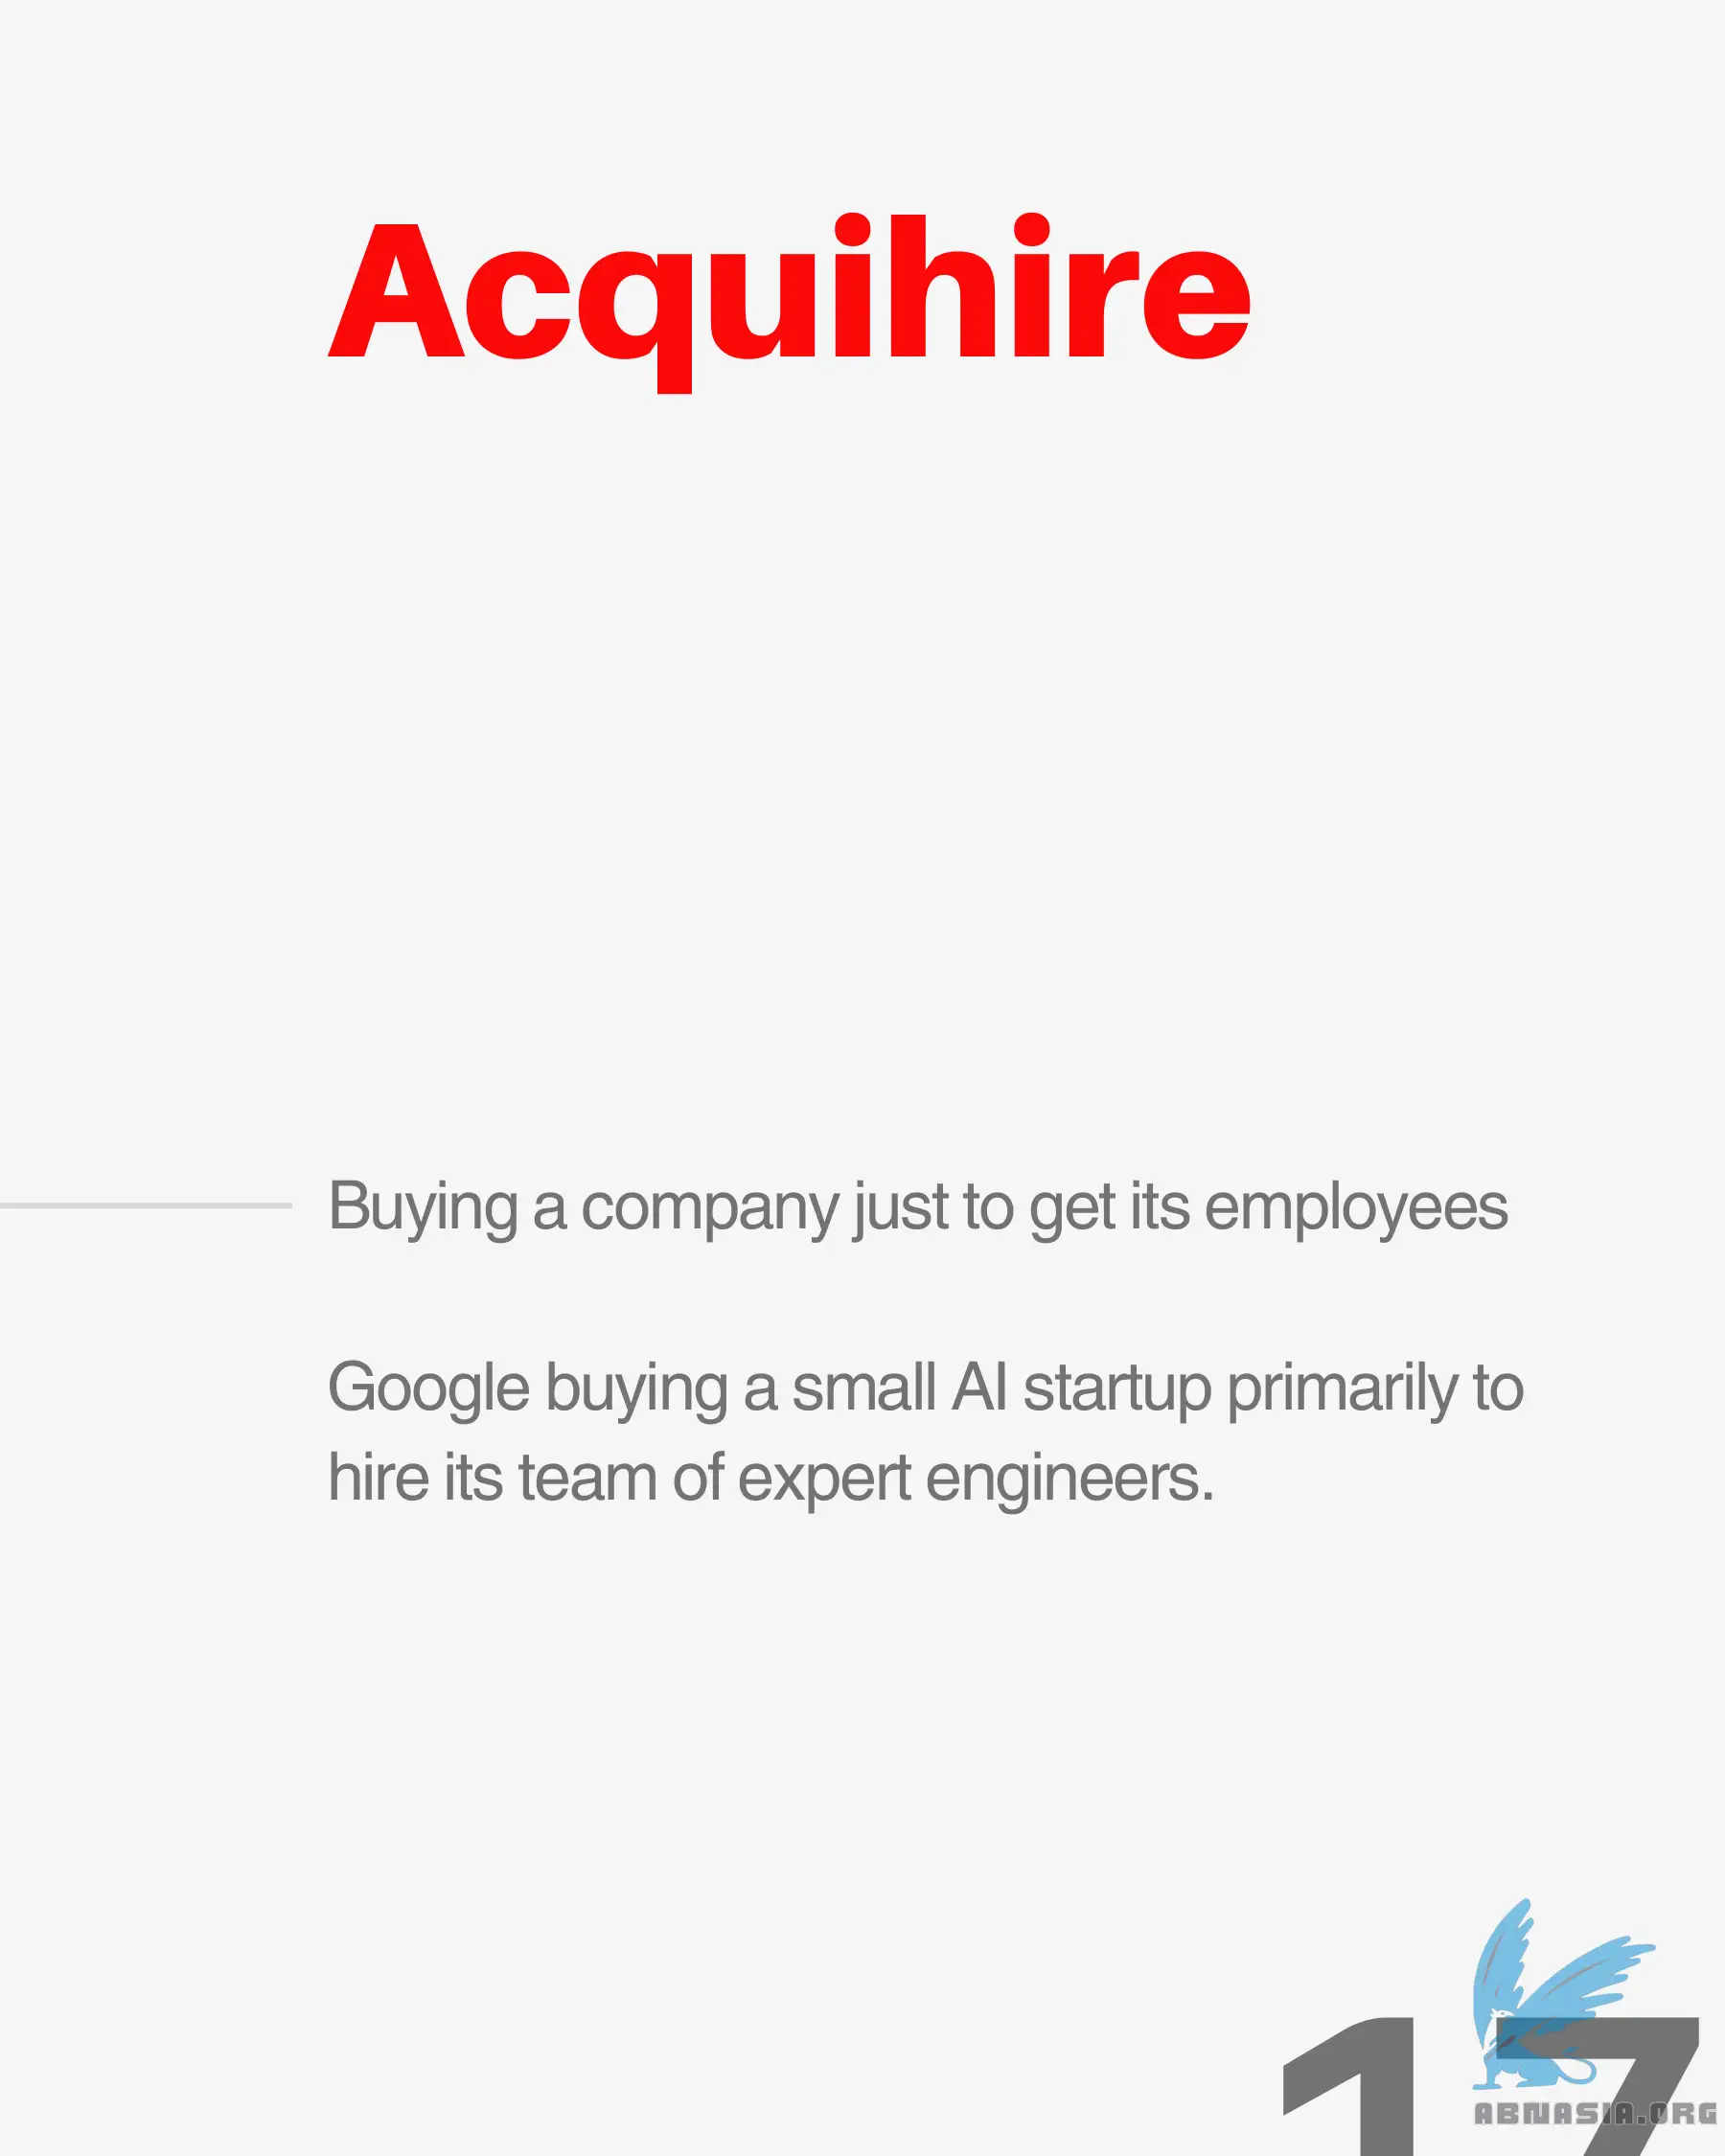 Acquihire
Buying a company just to get its employees
Google buying a small AI startup primarily to
hire its team of expert engineers.
17
ABNASIA.ORG